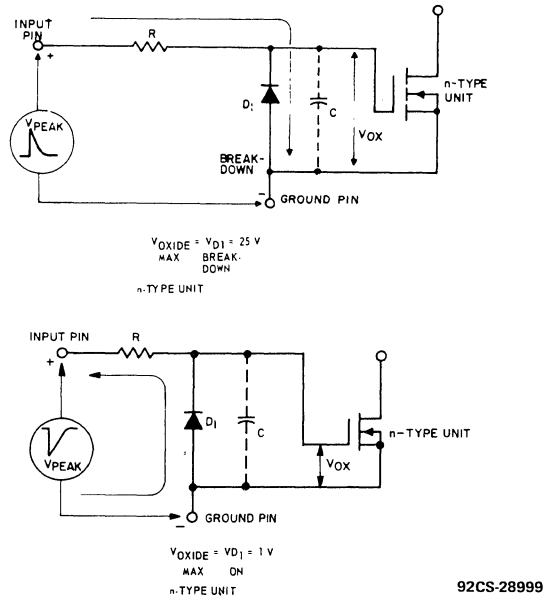 INPUT
PIN
+
R
VPEAK
D1
C
VOX
n-TYPE
UNIT
BREAK-
DOWN
-
GROUND PIN
VOXIDE = VD1 = 25 V
MAX BREAK-
DOWN
n-TYPE UNIT
INPUT PIN
+
R
VPEAK
D1
C
VOX
n-TYPE UNIT
-
GROUND PIN
VOXIDE = VD1 = 1 V
MAX ON
n-TYPE UNIT
92CS-28999